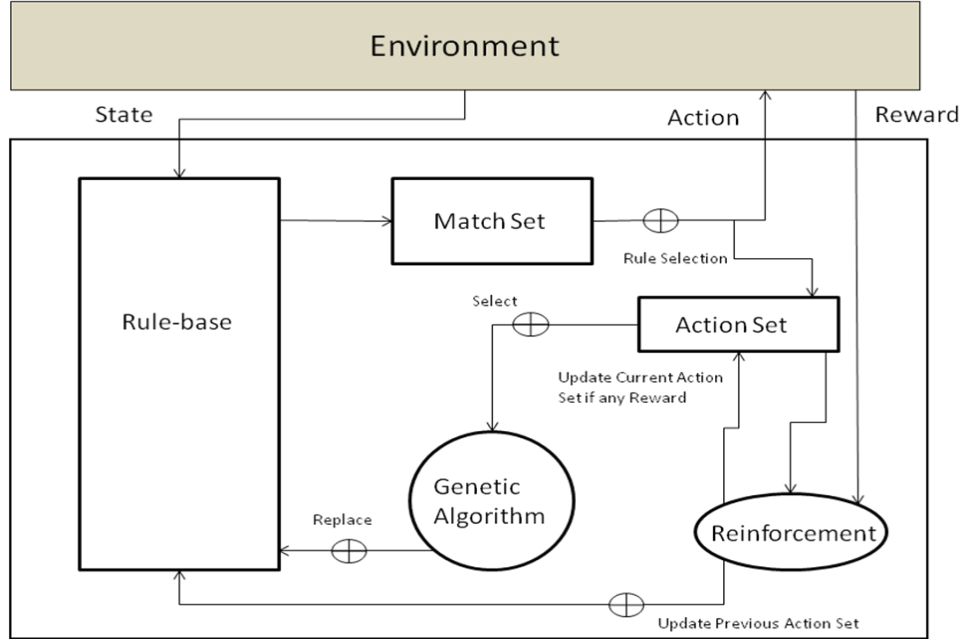 Environment
State
Action
Reward
Match Set
Rule Selection
Rule-base
Select
Action Set
Update Current Action
Set if any Reward
Genetic
Algorithm
Replace
Reinforcement
Update Previous Action Set